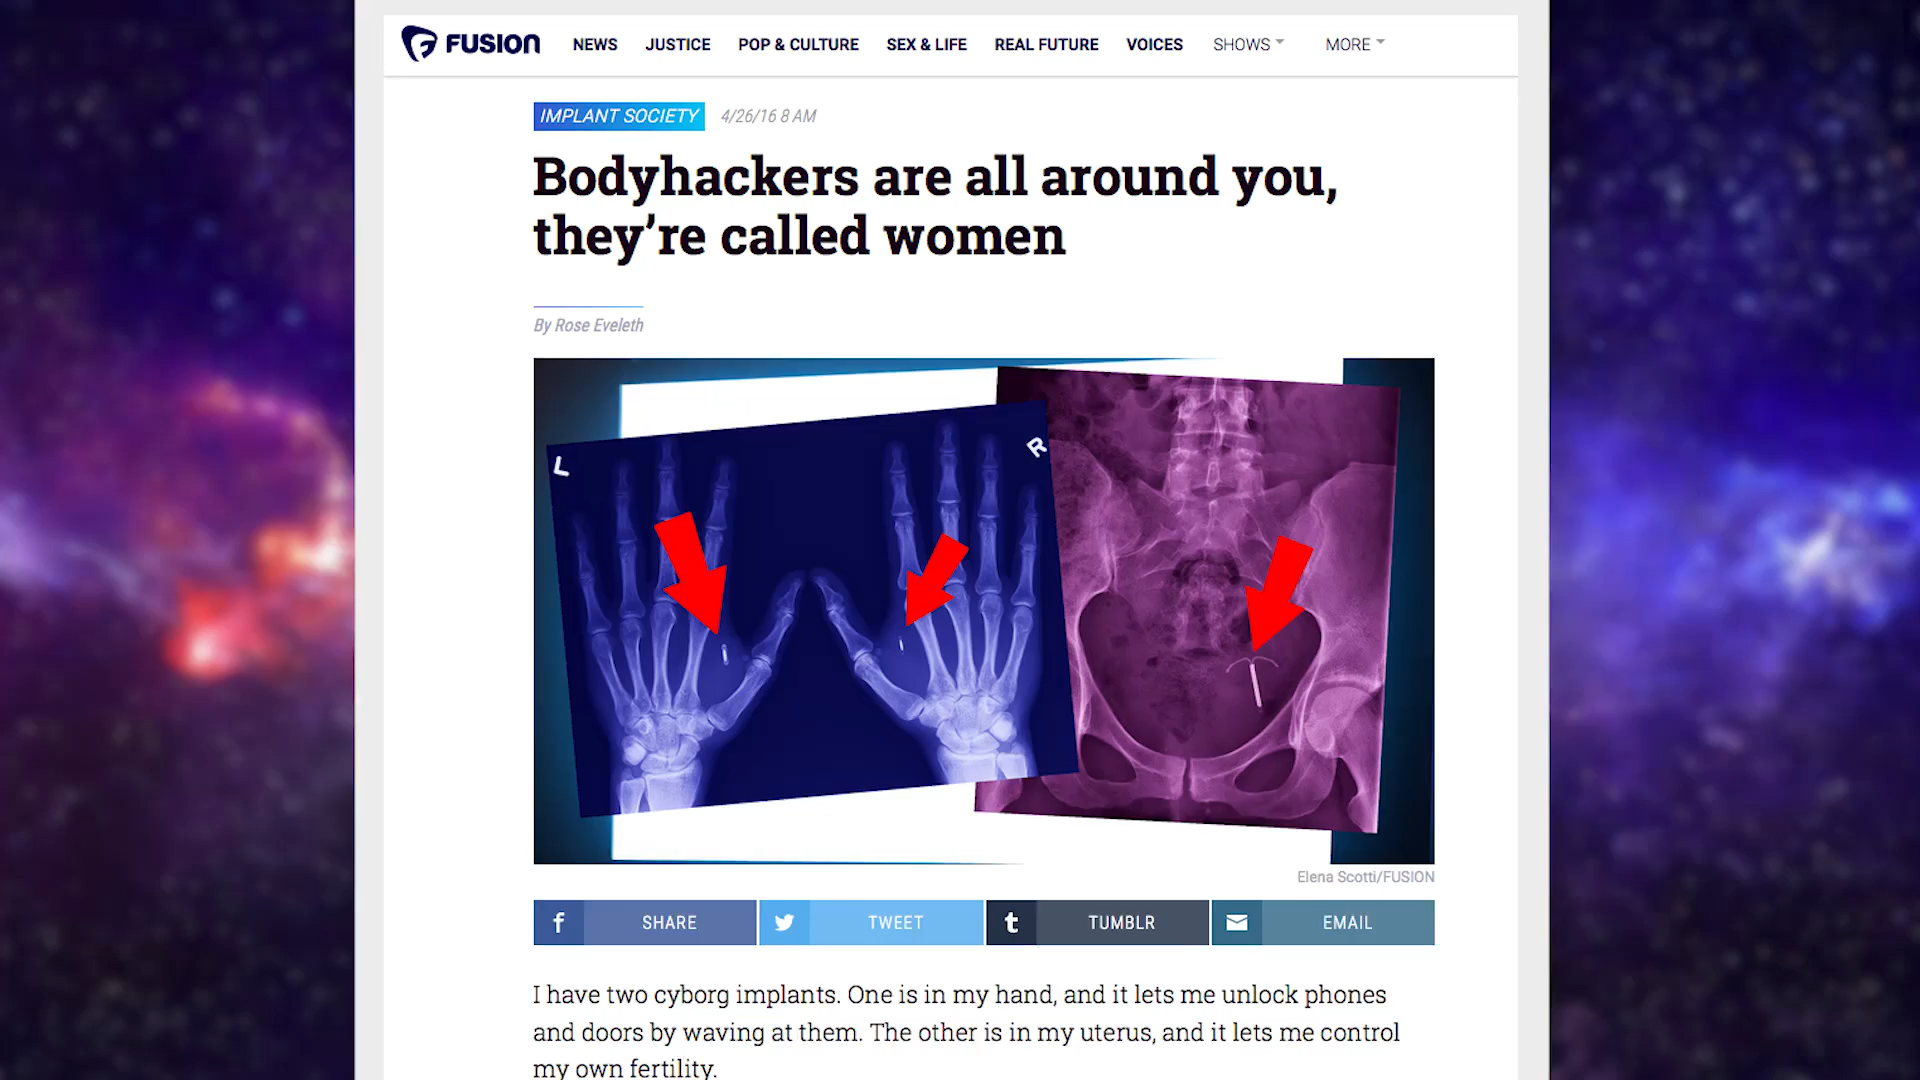 FUSION NEWS JUSTICE POP & CULTURE SEX & LIFE REAL FUTURE VOICES SHOWS MORE
IMPLANT SOCIETY 4/26/16 8 AM
Bodyhackers are all around you,
they’re called women
By Rose Eveleth
L
R
Elena Scotti/FUSION
f SHARE TWEET t TUMBLR EMAIL
I have two cyborg implants. One is in my hand, and it lets me unlock phones
and doors by waving at them. The other is in my uterus, and it lets me control
my own fertility.